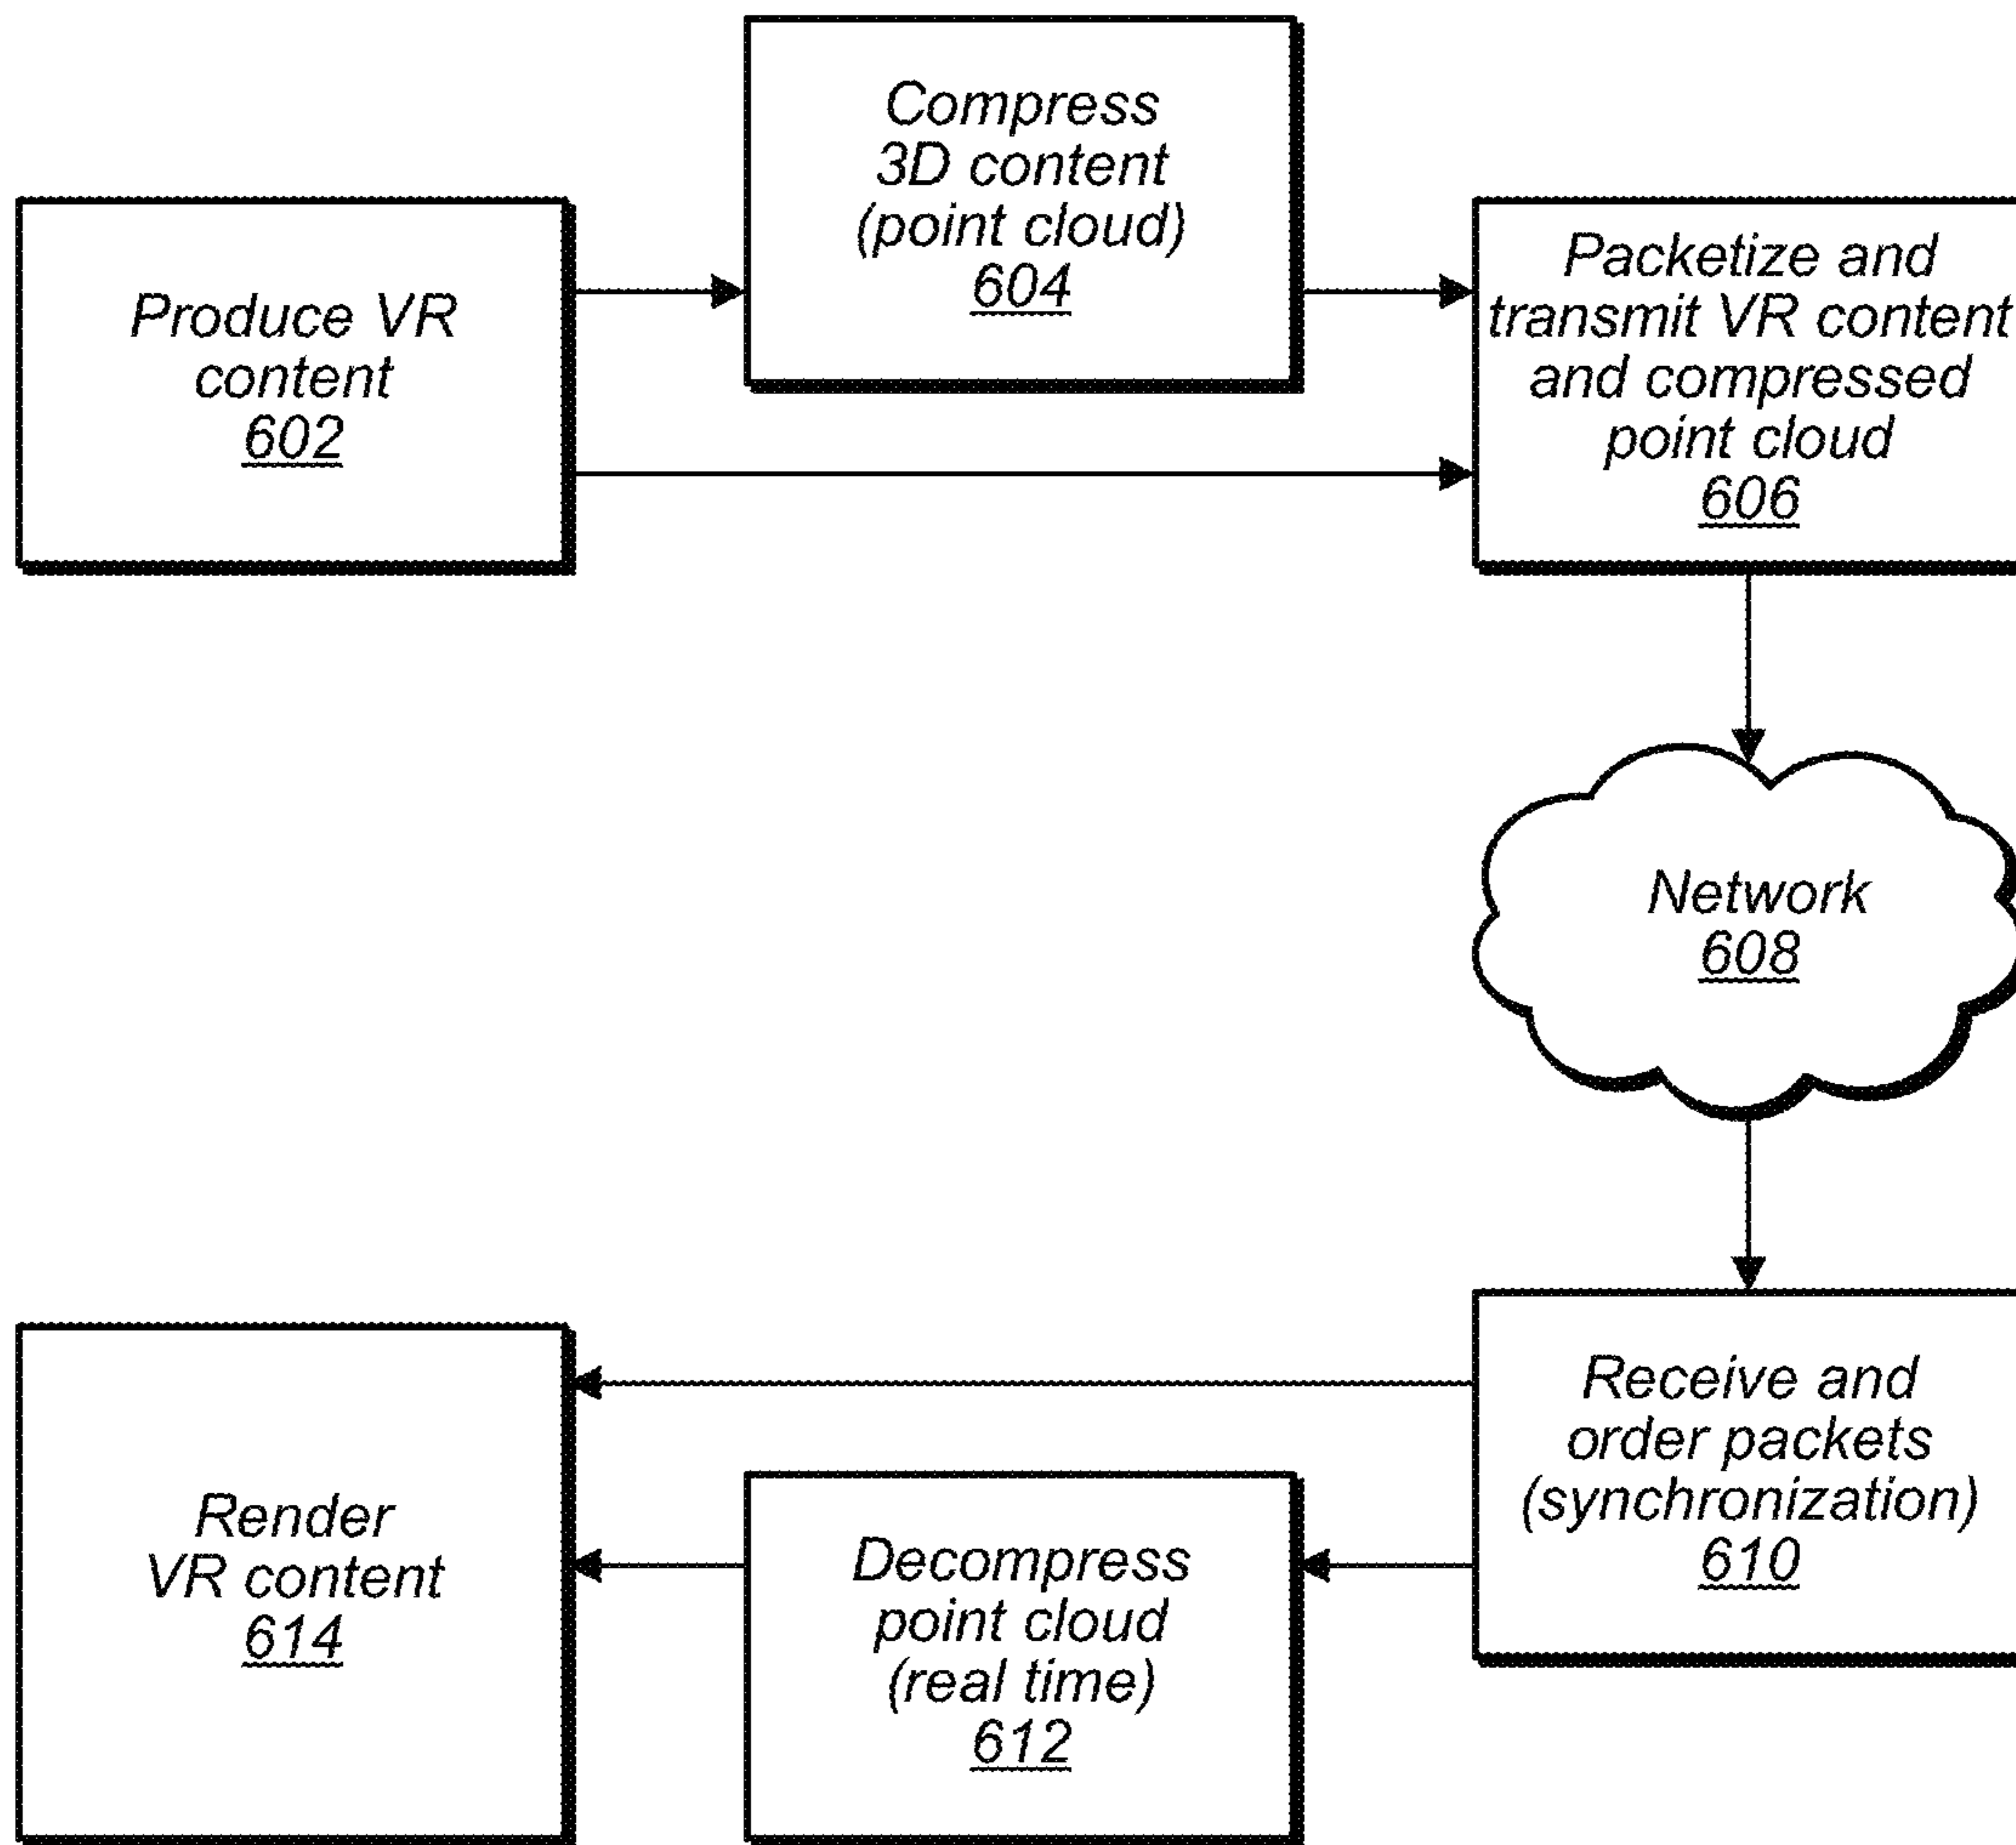 Produce VR
content
602
Compress
3D content
(point cloud)
604
Packetize and
transmit VR content
and compressed
point cloud
606
Network
608
Receive and
order packets
(synchronization)
610
Decompress
point cloud
(real time)
612
Render
VR content
614